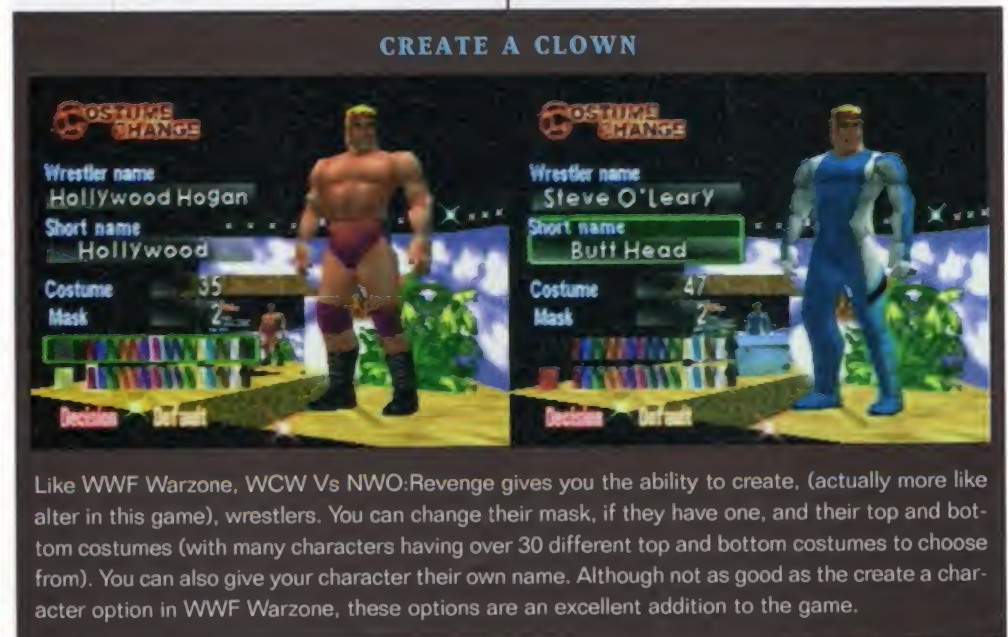 CREATE A CLOWN
COSTUME
CHANGE
Wrestler name
Hollywood Hogan
Short name
Hollywood
Costume 35
Mask 2
Decision Default
COSTUME
CHANGE
Wrestler name
Steve O'Leary
Short name
Butt Head
Costume 47
Mask 2
Decision Default
Like WWF Warzone, WCW Vs NWO:Revenge gives you the ability to create, (actually more like
alter in this game), wrestlers. You can change their mask, if they have one, and their top and bot-
tom costumes (with many characters having over 30 different top and bottom costumes to choose
from). You can also give your character their own name. Although not as good as the create a char-
acter option in WWF Warzone, these options are an excellent addition to the game.